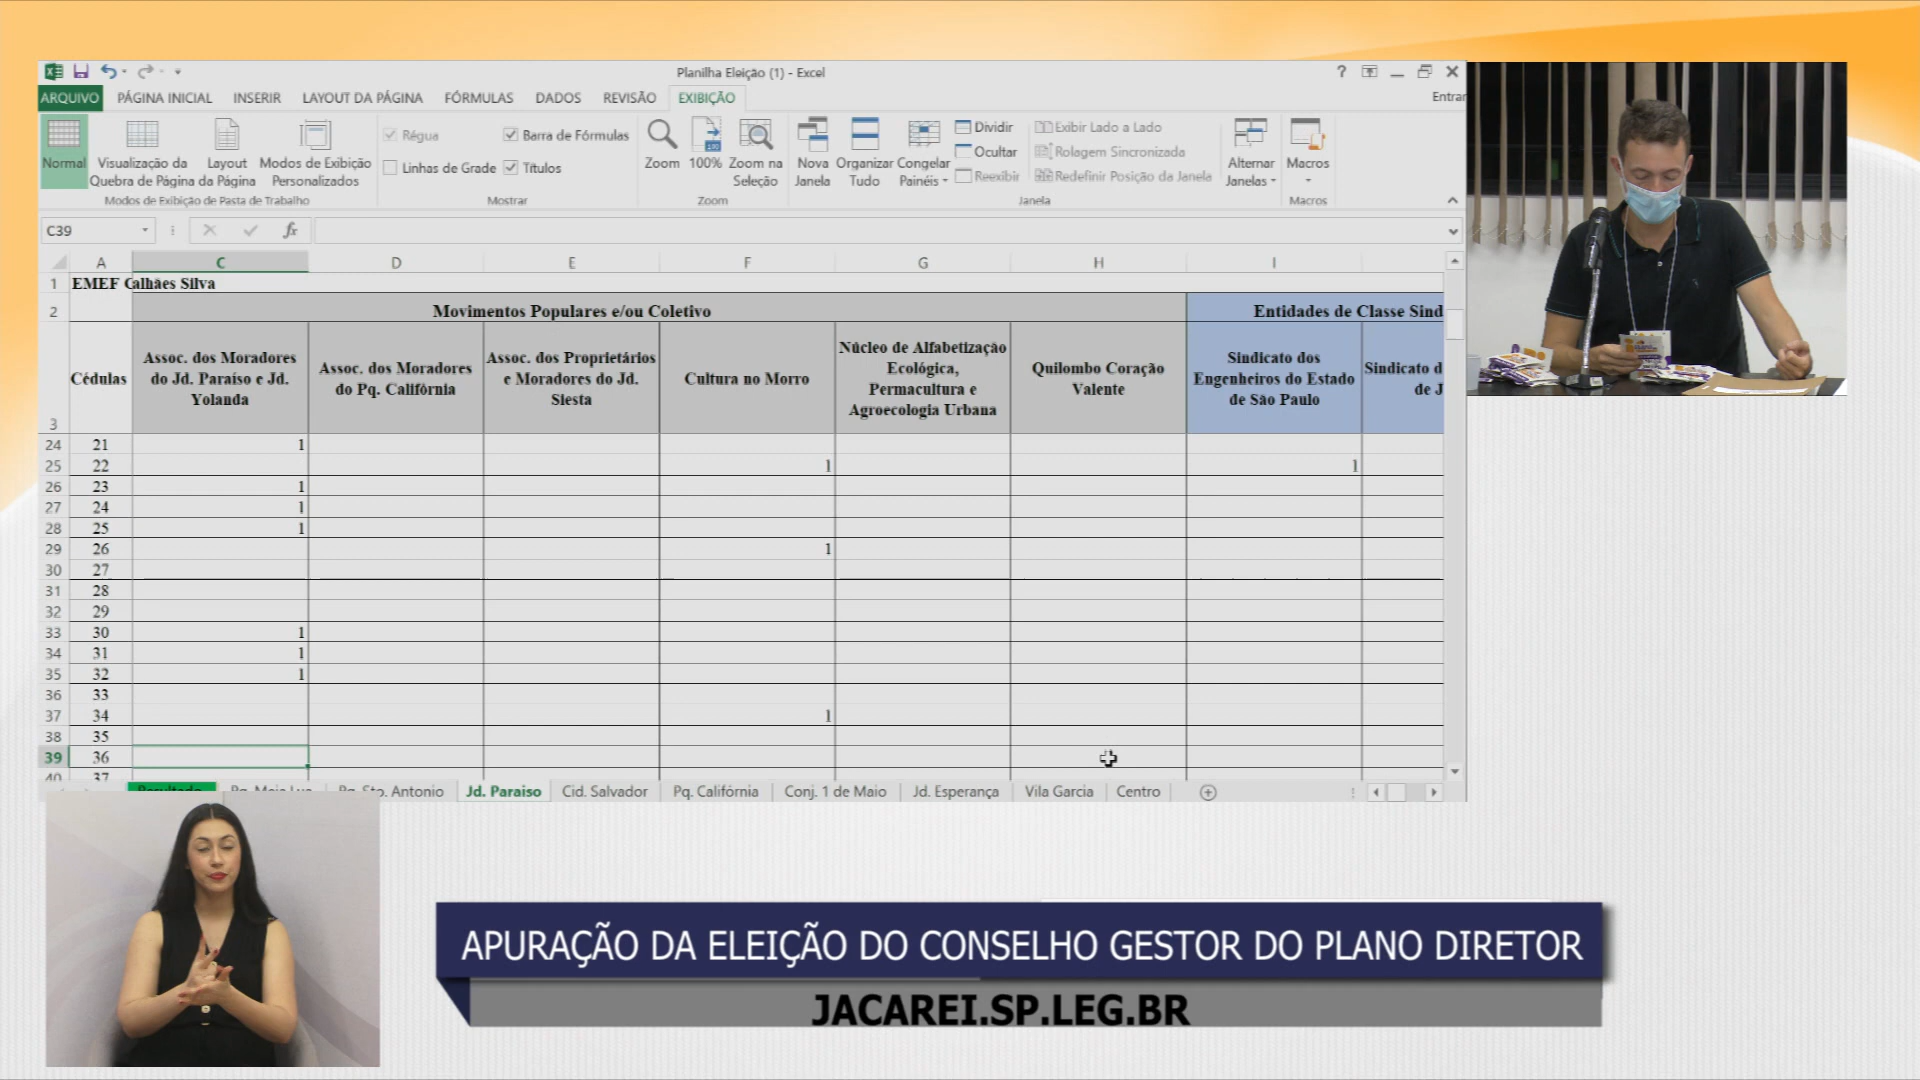 Planilha Eleição (1) - Excel
ARQUIVO PÁGINA INICIAL INSERIR LAYOUT DA PÁGINA FÓRMULAS DADOS REVISÃO EXIBIÇÃO Entrar
Normal Visualização da Quebra de Página Layout da Página Modos de Exibição Personalizados
Régua Barra de Fórmulas
Linhas de Grade Títulos
Zoom 100% Zoom na Seleção
Nova Janela Organizar Tudo Congelar Painéis
Dividir Exibir Lado a Lado
Ocultar Rolagem Sincronizada
Reexibir Redefinir Posição da Janela
Alternar Janelas Macros
Modos de Exibição de Pasta de Trabalho Mostrar Zoom Janela Macros
C39 fx
A C D E F G H I
1 EMEF Calhães Silva
2 Movimentos Populares e/ou Coletivo Entidades de Classe Sind
3 Cédulas
Assoc. dos Moradores do Jd. Paraíso e Jd. Yolanda
Assoc. dos Moradores do Pq. Califórnia
Assoc. dos Proprietários e Moradores do Jd. Siesta
Cultura no Morro
Núcleo de Alfabetização Ecológica, Permacultura e Agroecologia Urbana
Quilombo Coração Valente
Sindicato dos Engenheiros do Estado de São Paulo
Sindicato d
de J
24 21 1
25 22 1 1
26 23 1
27 24 1
28 25 1
29 26 1
30 27
31 28
32 29
33 30 1
34 31 1
35 32 1
36 33
37 34 1
38 35
39 36
40 37
Resultado Pq. Meia Lua Pq. Sto. Antonio Jd. Paraiso Cid. Salvador Pq. Califórnia Conj. 1 de Maio Jd. Esperança Vila Garcia Centro
APURAÇÃO DA ELEIÇÃO DO CONSELHO GESTOR DO PLANO DIRETOR
JACAREI.SP.LEG.BR